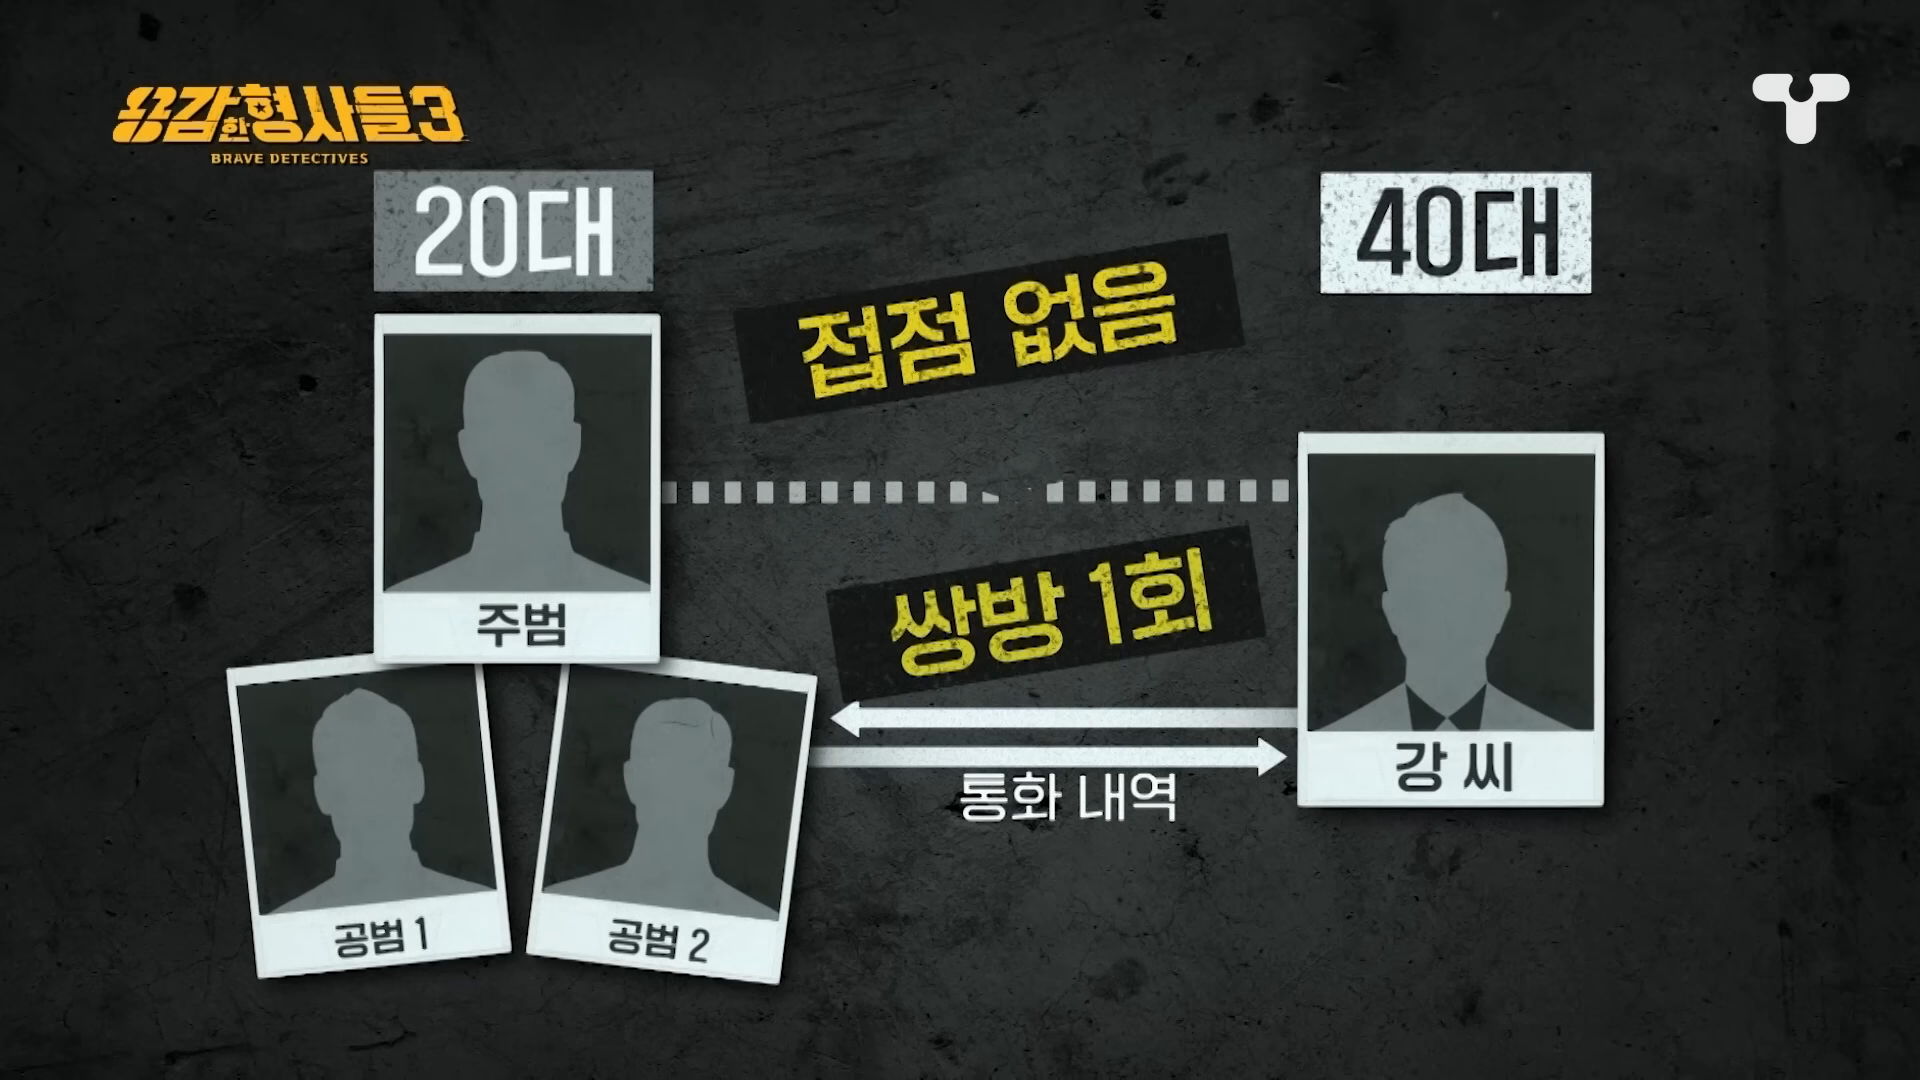 용감한형사들3
BRAVE DETECTIVES
20대
40대
접점 없음
쌍방 1회
주범
통화 내역
강 씨
공범 1
공범 2